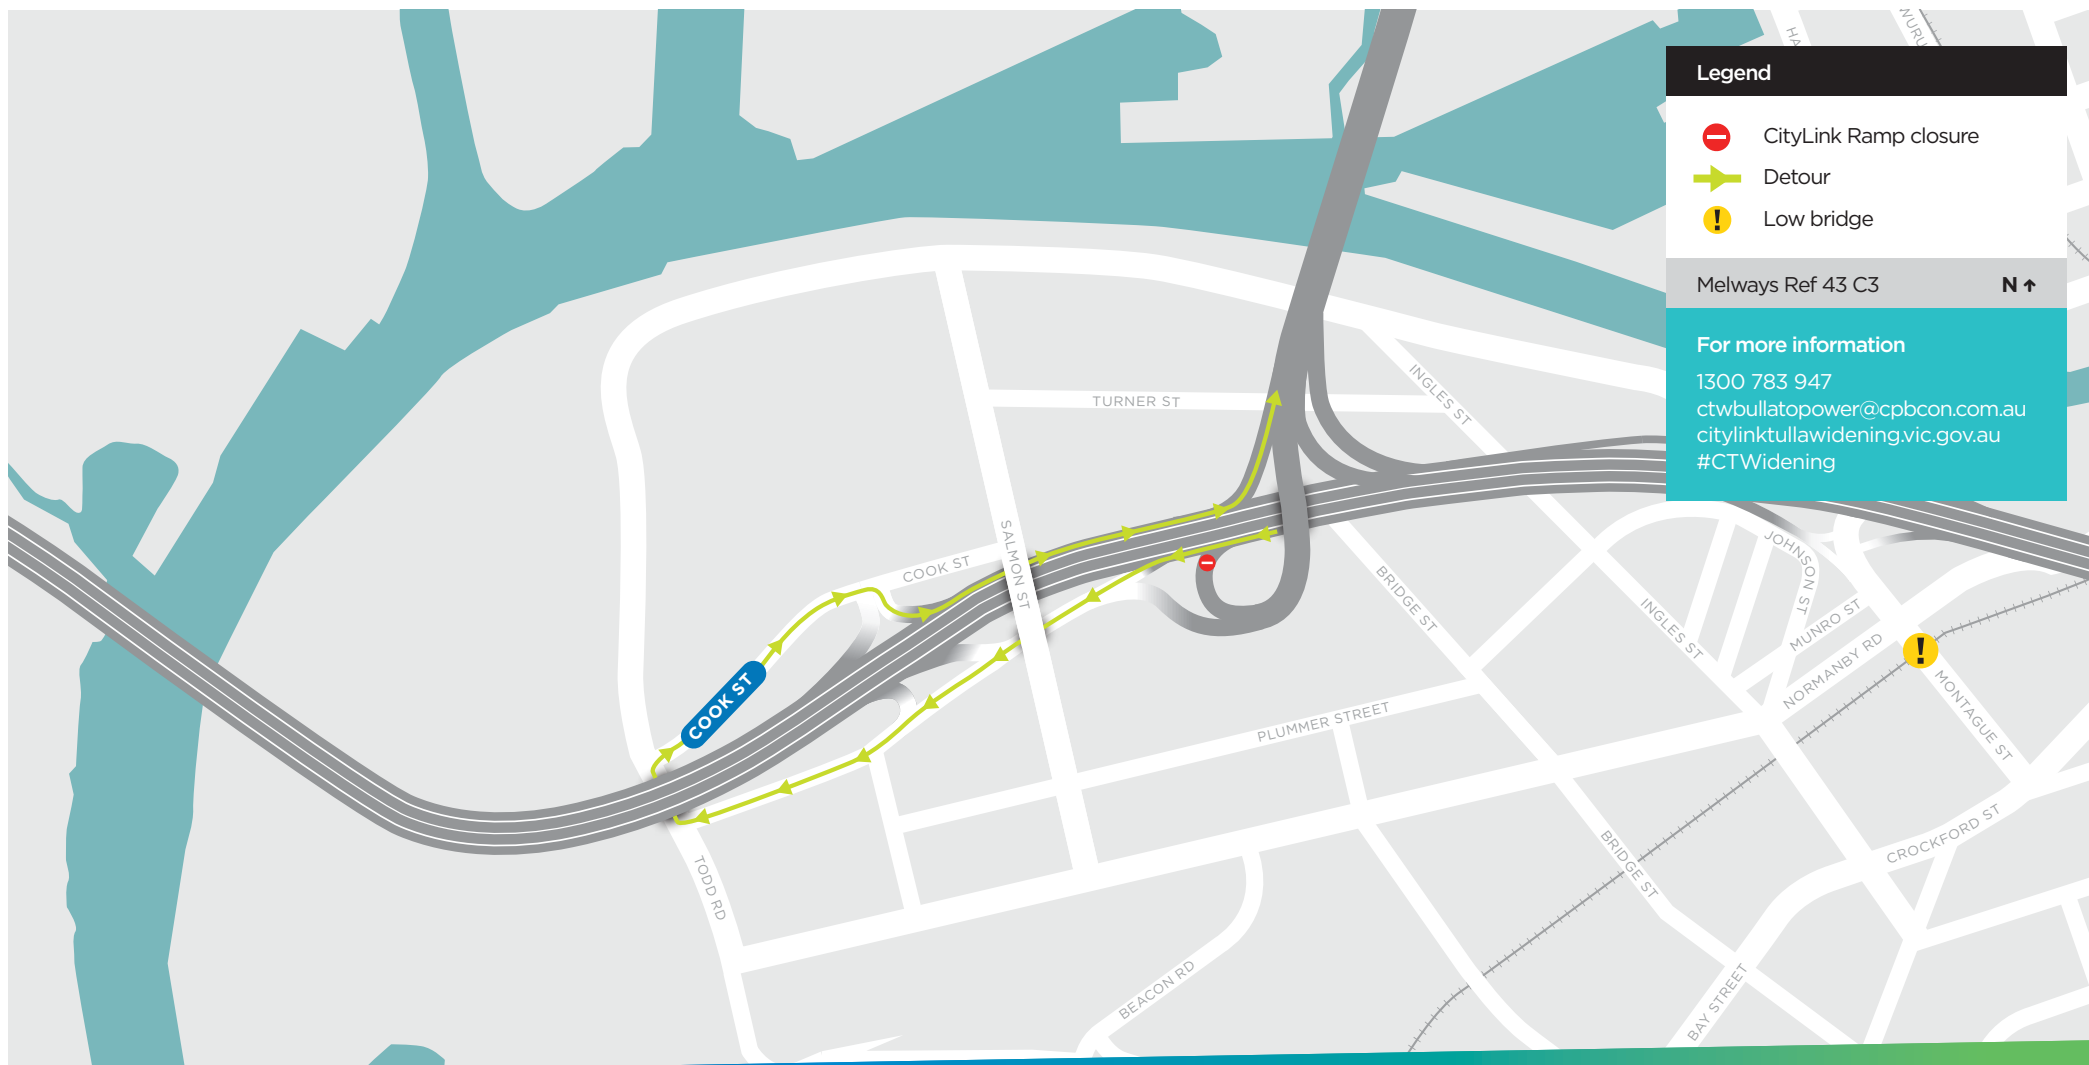 HA
WURU
Legend
CityLink Ramp closure
Detour
! Low bridge
Melways Ref 43 C3 N ↑
For more information
1300 783 947
ctwbullatopower@cpbcon.com.au
citylinktullawidening.vic.gov.au
#CTWidening
TURNER ST
INGLES ST
SALMON ST
COOK ST
JOHNSON ST
BRIDGE ST
INGLES ST
MUNRO ST
NORMANBY RD
!
COOK ST
MONTAGUE ST
PLUMMER STREET
CROCKFORD ST
BRIDGE ST
TODD RD
BEACON RD
BAY STREET